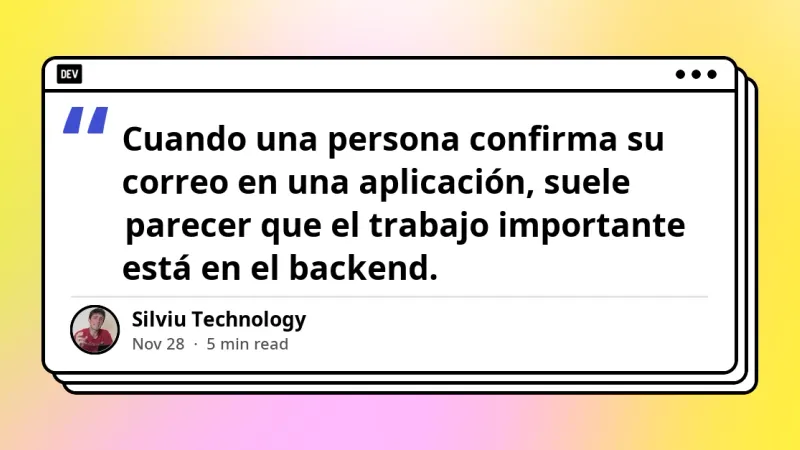 DEV
“ Cuando una persona confirma su
correo en una aplicación, suele
parecer que el trabajo importante
está en el backend.
Silviu Technology
Nov 28 · 5 min read